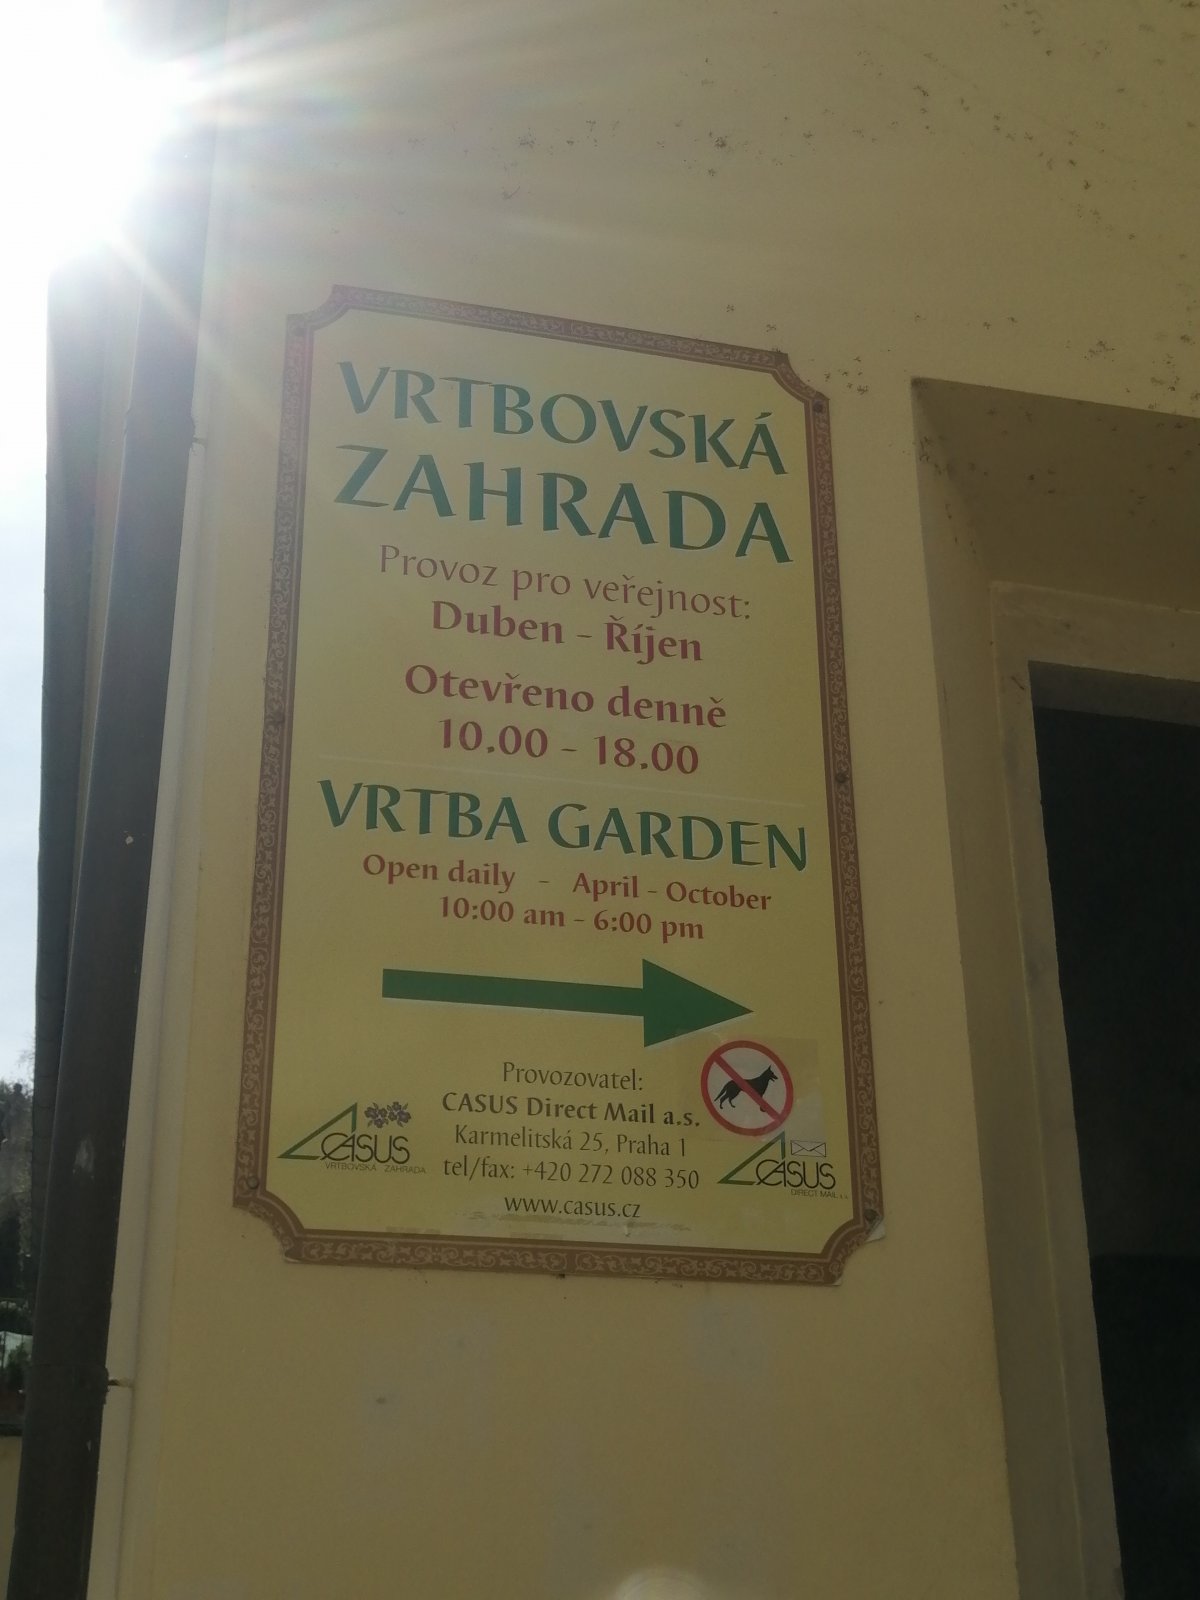 VRTBOVSKÁ
ZAHRADA
Provoz pro veřejnost:
Duben - Říjen
Otevřeno denně
10.00 - 18.00
VRTBA GARDEN
Open daily - April - October
10:00 am - 6:00 pm
Provozovatel:
CASUS Direct Mail a.s.
Karmelitská 25, Praha 1
tel/fax: +420 272 088 350
www.casus.cz
CASUS
VRTBOVSKÁ ZAHRADA
CASUS
DIRECT MAIL a.s.